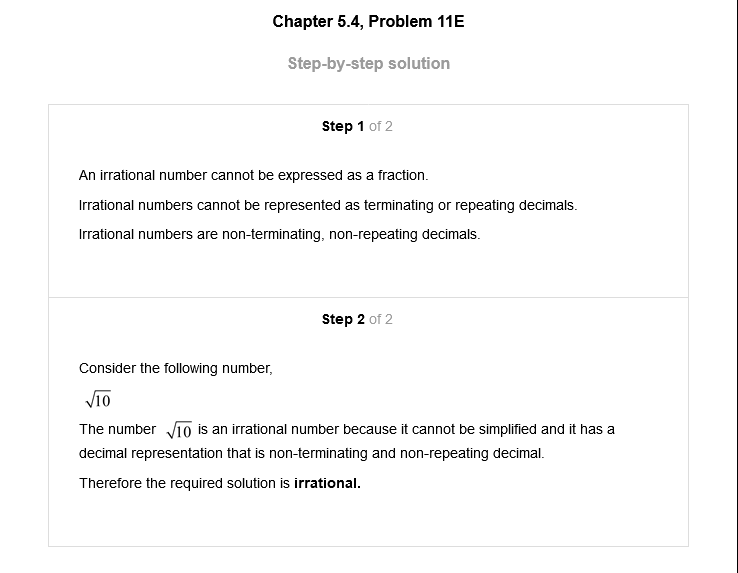 Chapter 5.4, Problem 11E
Step-by-step solution
Step 1 of 2
An irrational number cannot be expressed as a fraction.
Irrational numbers cannot be represented as terminating or repeating decimals.
Irrational numbers are non-terminating, non-repeating decimals.
Step 2 of 2
Consider the following number,
√10
The number √10 is an irrational number because it cannot be simplified and it has a
decimal representation that is non-terminating and non-repeating decimal.
Therefore the required solution is irrational.